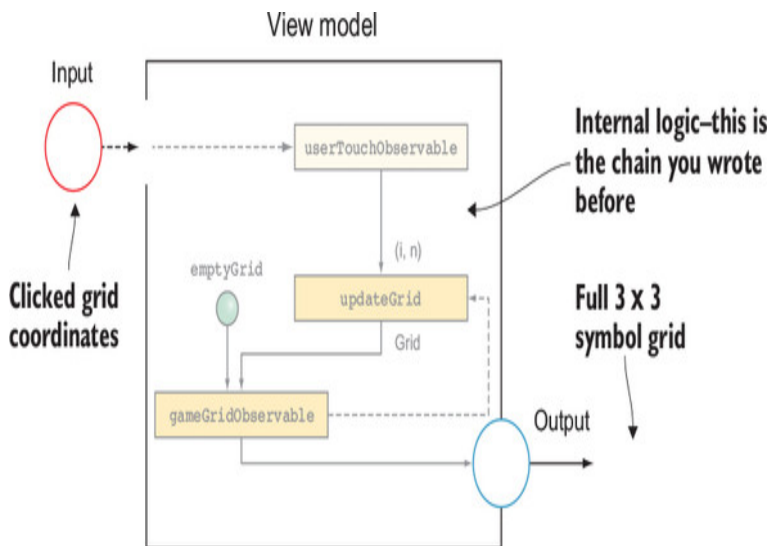 View model
Input
userTouchObservable
Internal logic–this is
the chain you wrote
before
(i, n)
emptyGrid
Clicked grid
coordinates
updateGrid
Full 3 x 3
symbol grid
Grid
gameGridObservable
Output